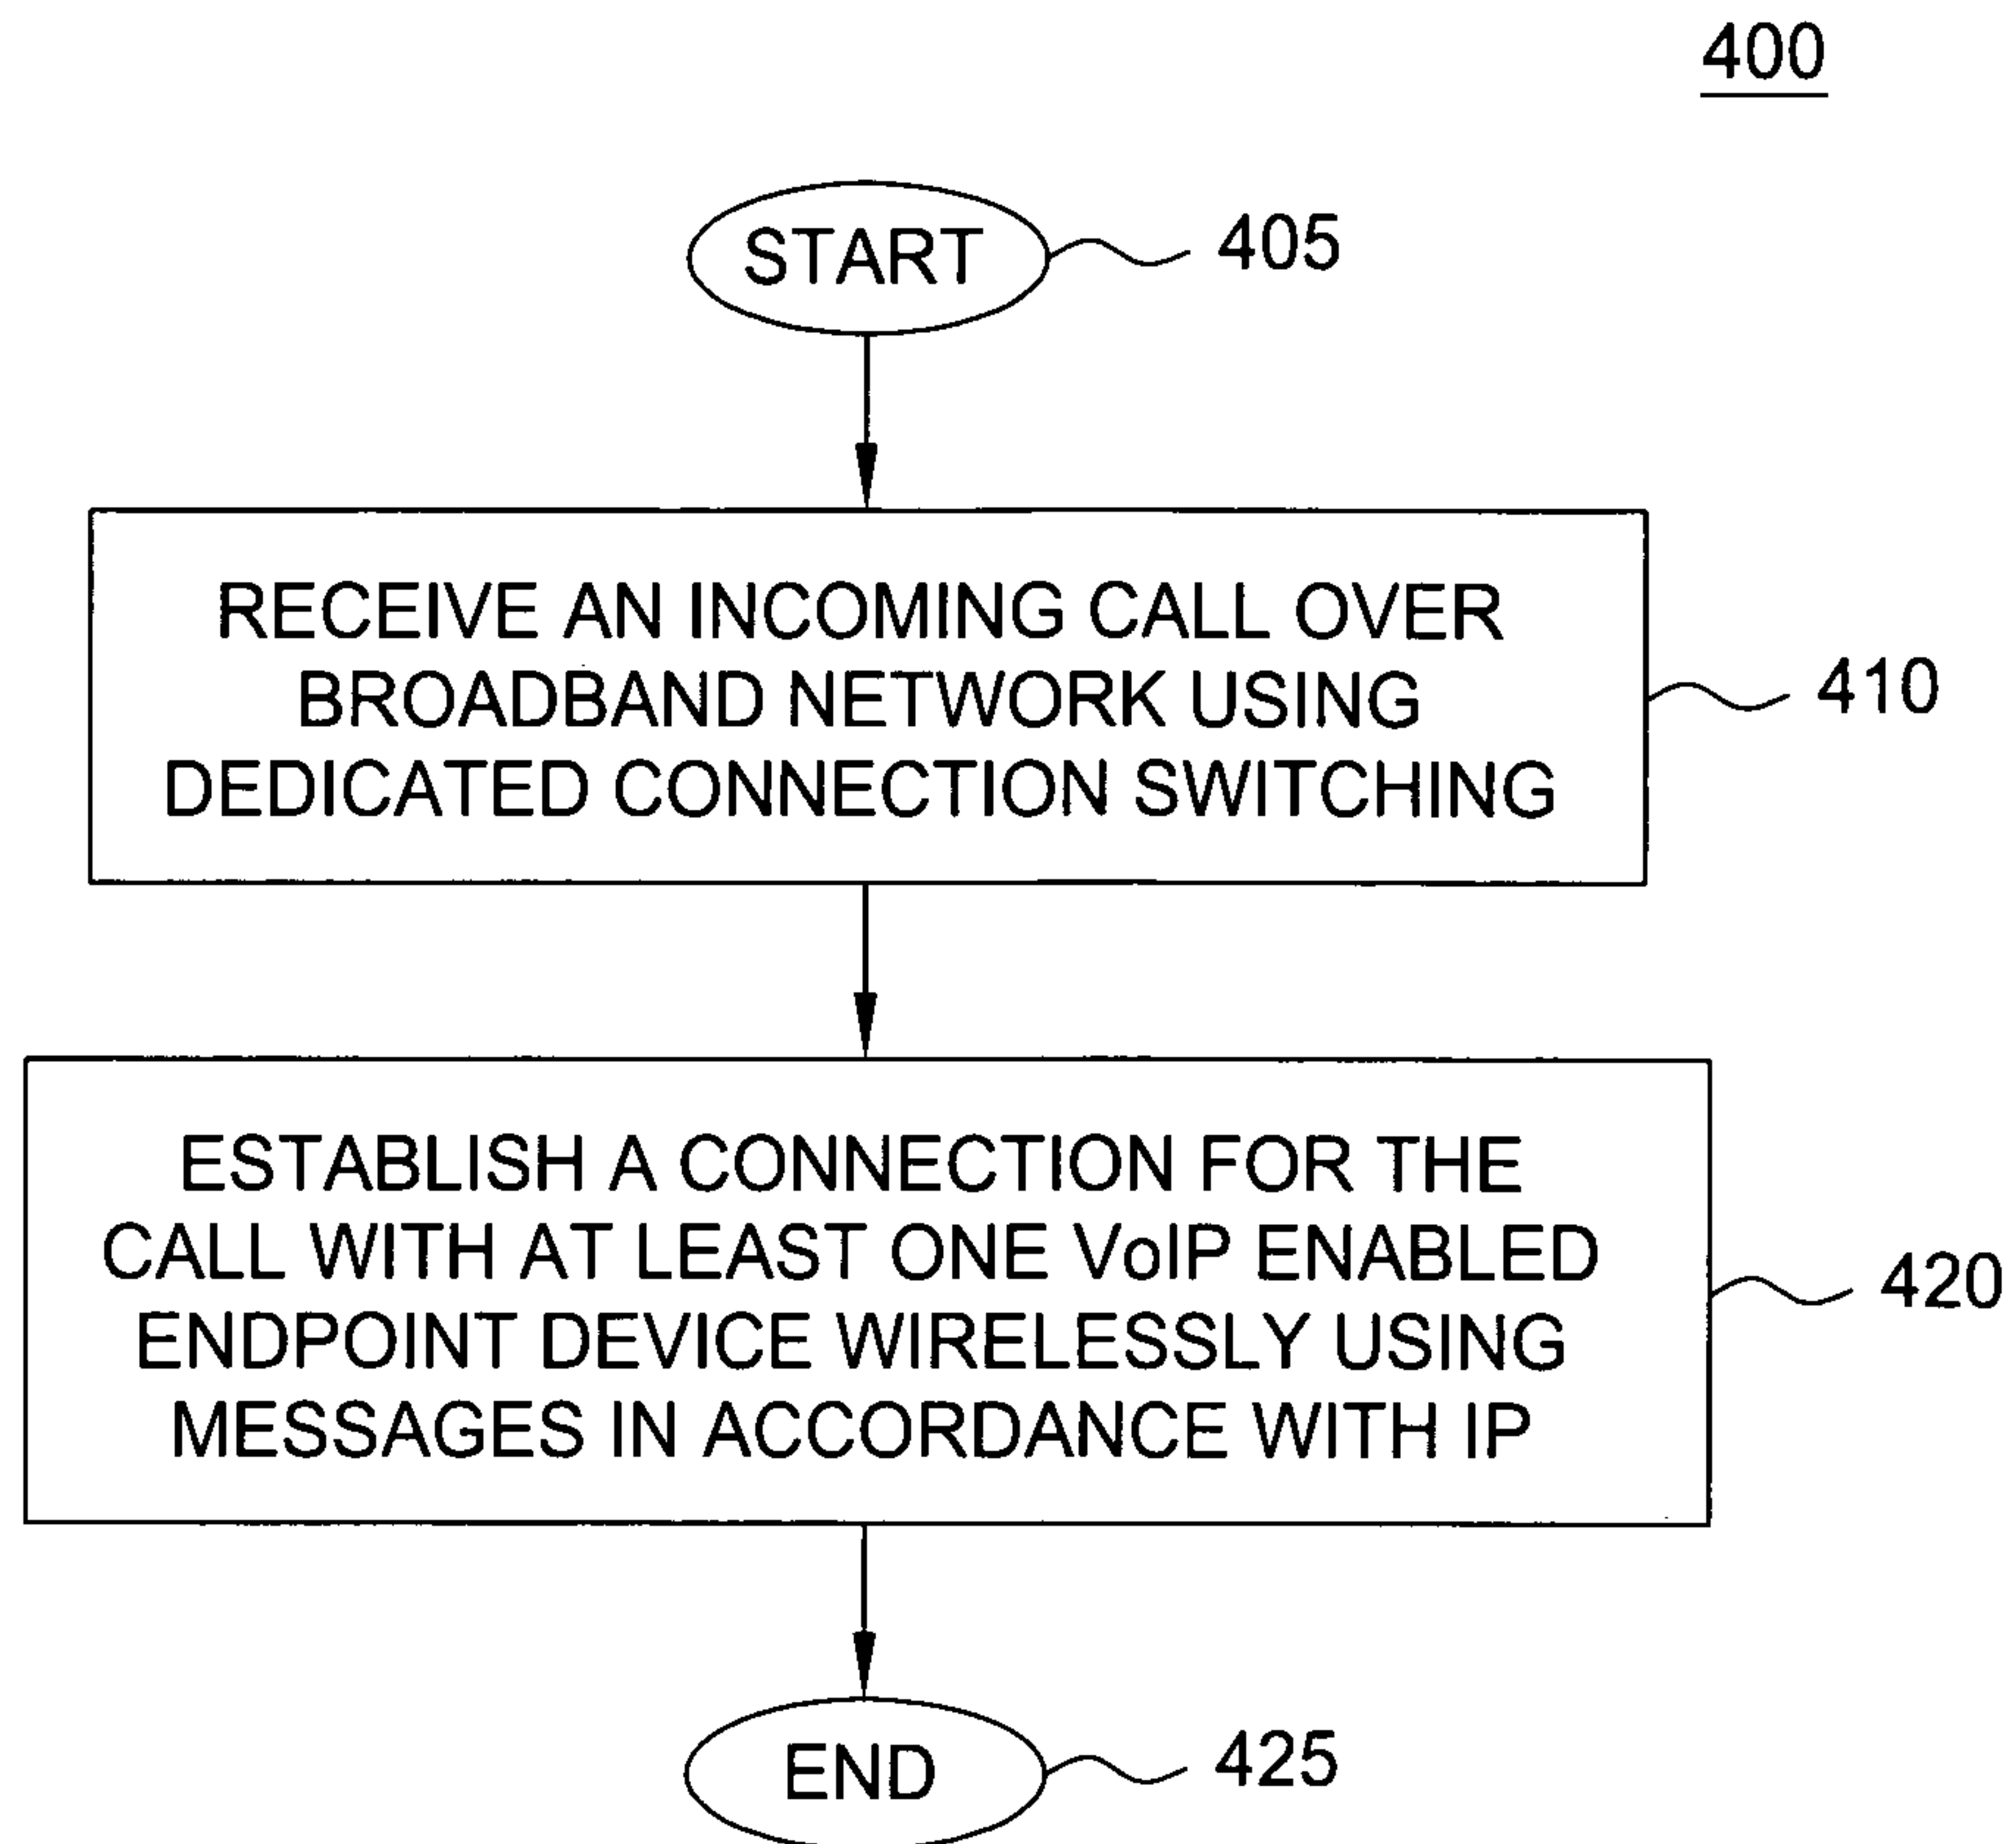 400
START
405
RECEIVE AN INCOMING CALL OVER
BROADBAND NETWORK USING
DEDICATED CONNECTION SWITCHING
410
ESTABLISH A CONNECTION FOR THE
CALL WITH AT LEAST ONE VoIP ENABLED
ENDPOINT DEVICE WIRELESSLY USING
MESSAGES IN ACCORDANCE WITH IP
420
END
425